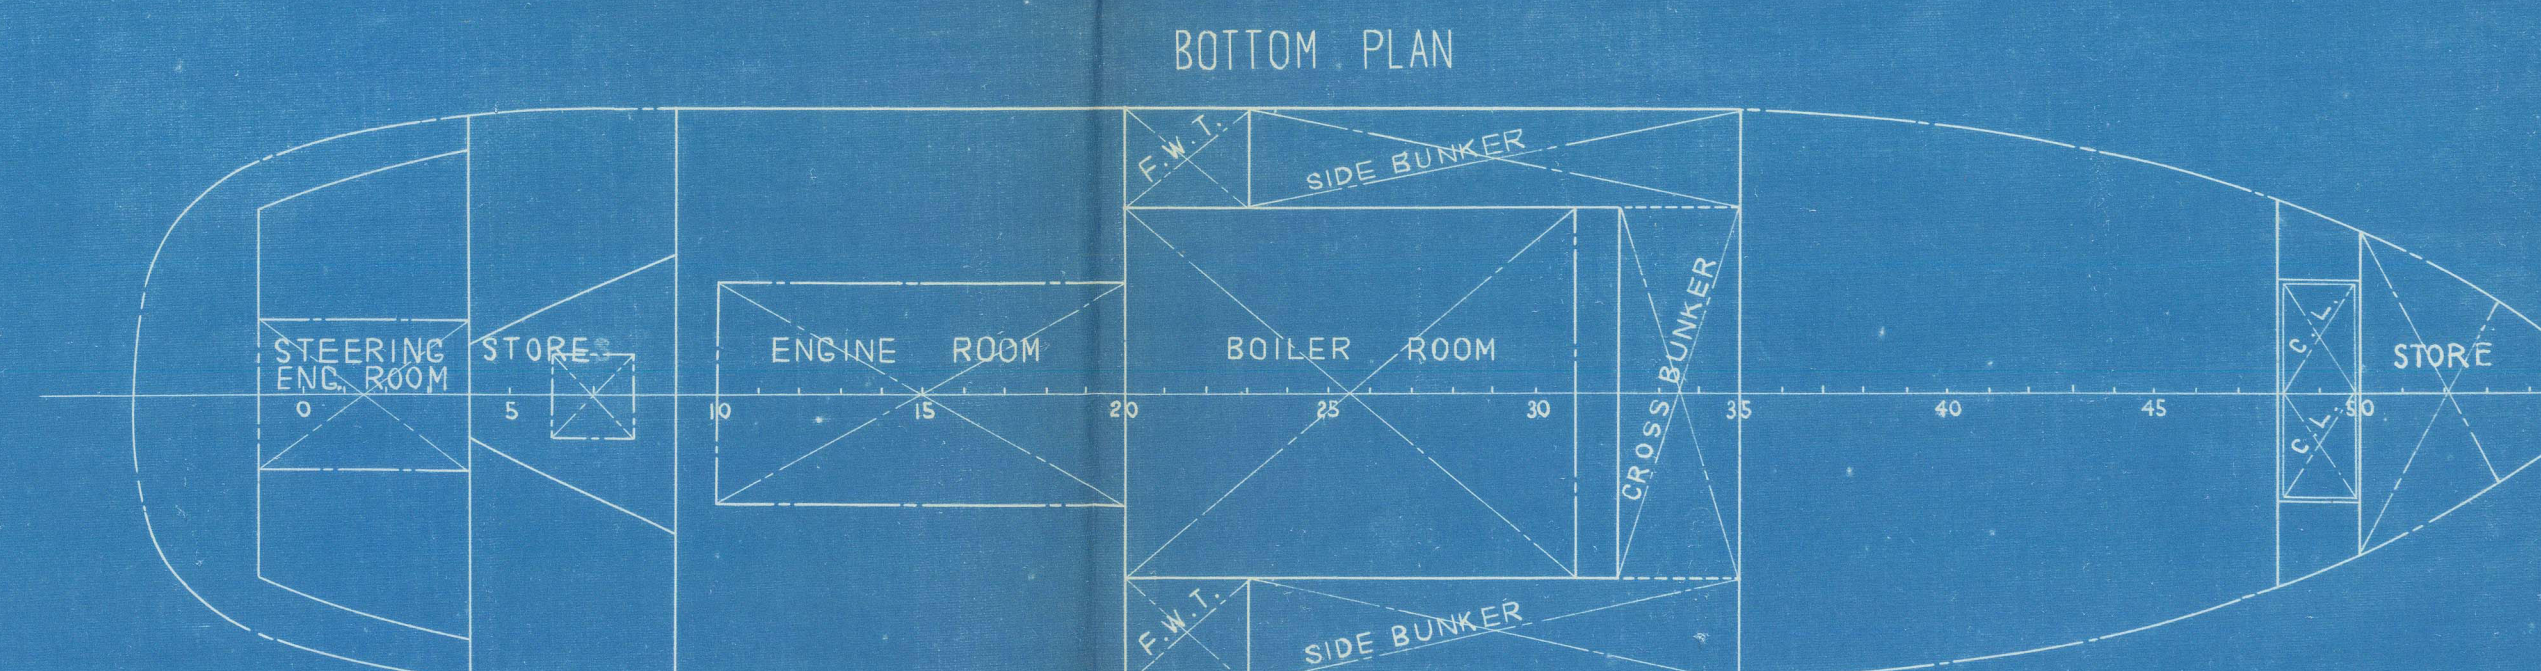 BOTTOM PLAN
F.W.T.
SIDE BUNKER
STEERING
ENG. ROOM
STORES
ENGINE ROOM
BOILER ROOM
CROSS BUNKER
C.L.
C.L.
STORE
0 5 10 15 20 25 30 35 40 45 50
F.W.T.
SIDE BUNKER